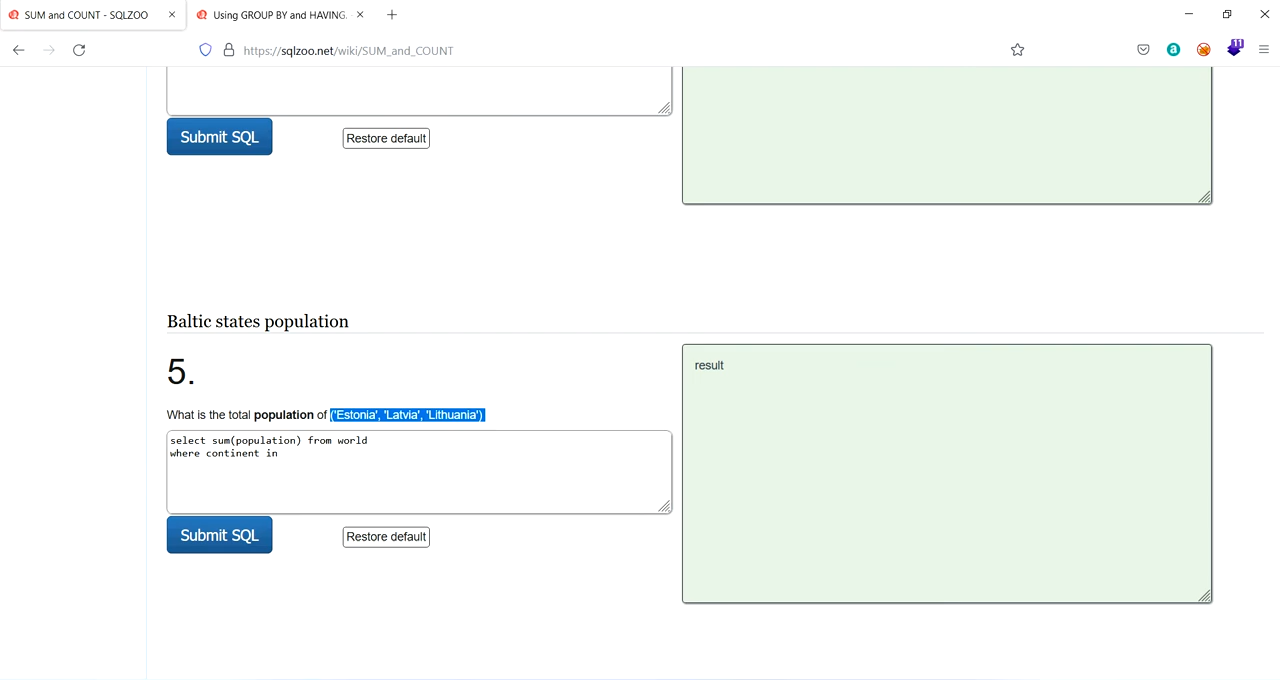 SUM and COUNT - SQLZOO
Using GROUP BY and HAVING.
https://sqlzoo.net/wiki/SUM_and_COUNT
a
11
Submit SQL
Restore default
Baltic states population
5.
What is the total population of ('Estonia', 'Latvia', 'Lithuania')
select sum(population) from world
where continent in
result
Submit SQL
Restore default